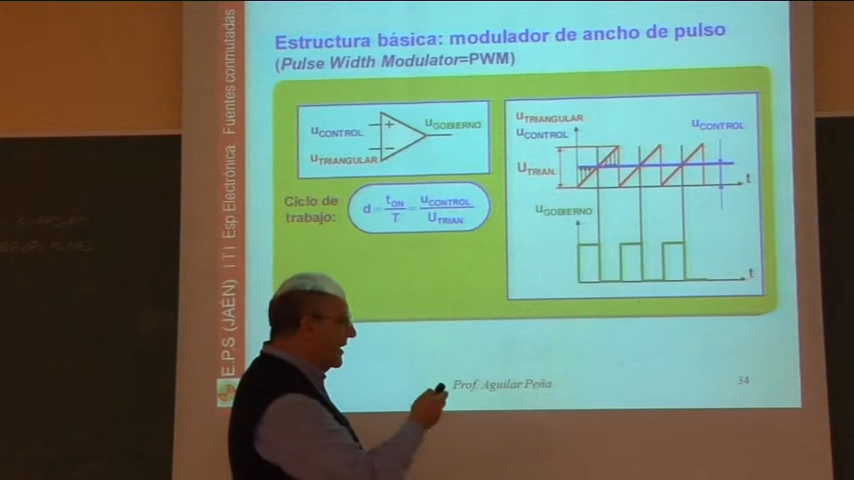 Estructura básica: modulador de ancho de pulso
(Pulse Width Modulator=PWM)
uCONTROL
uTRIANGULAR
+
−
uGOBIERNO
Ciclo de
trabajo:
d = tON / T = uCONTROL / UTRIAN.
uTRIANGULAR
uCONTROL
uCONTROL
UTRIAN.
t
uGOBIERNO
t
Prof. Aguilar Peña
34
E.P.S (JAÉN) ITI Esp Electrónica Fuentes conmutadas